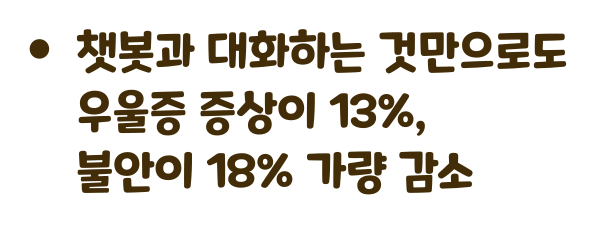 • 챗봇과 대화하는 것만으로도
우울증 증상이 13%,
불안이 18% 가량 감소